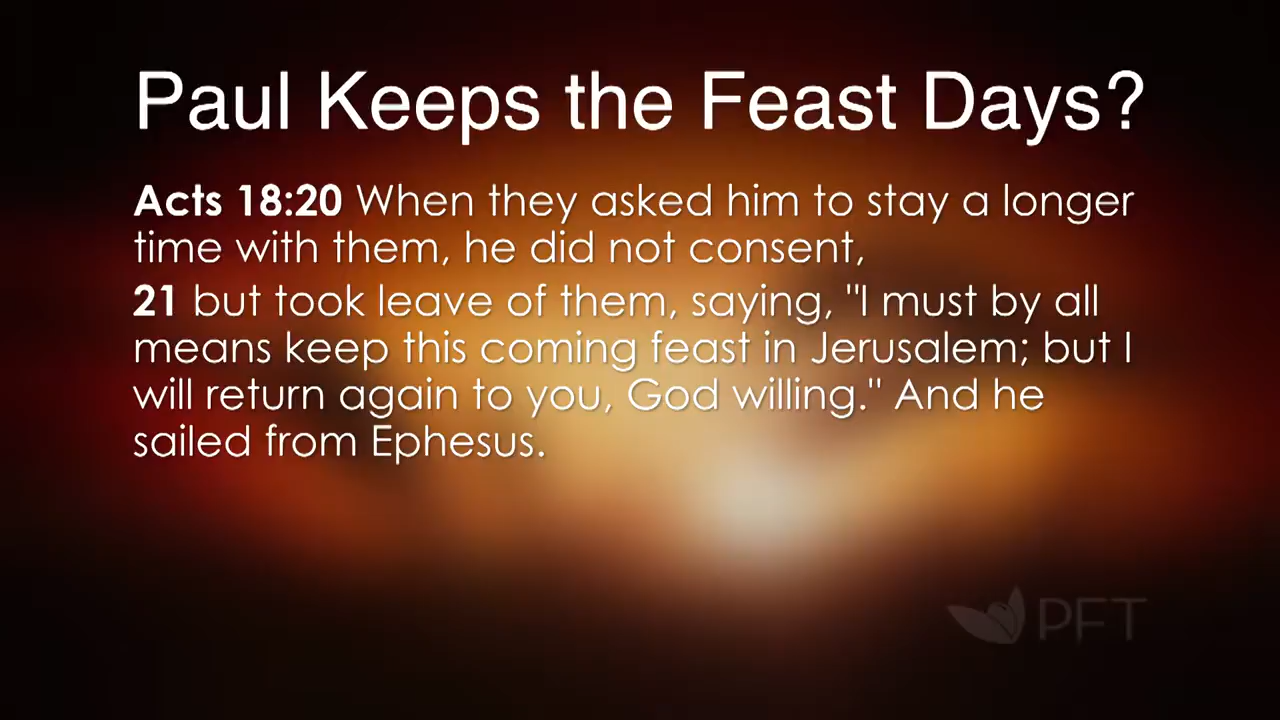 Paul Keeps the Feast Days?
Acts 18:20 When they asked him to stay a longer
time with them, he did not consent,
21 but took leave of them, saying, "I must by all
means keep this coming feast in Jerusalem; but I
will return again to you, God willing." And he
sailed from Ephesus.
PFT